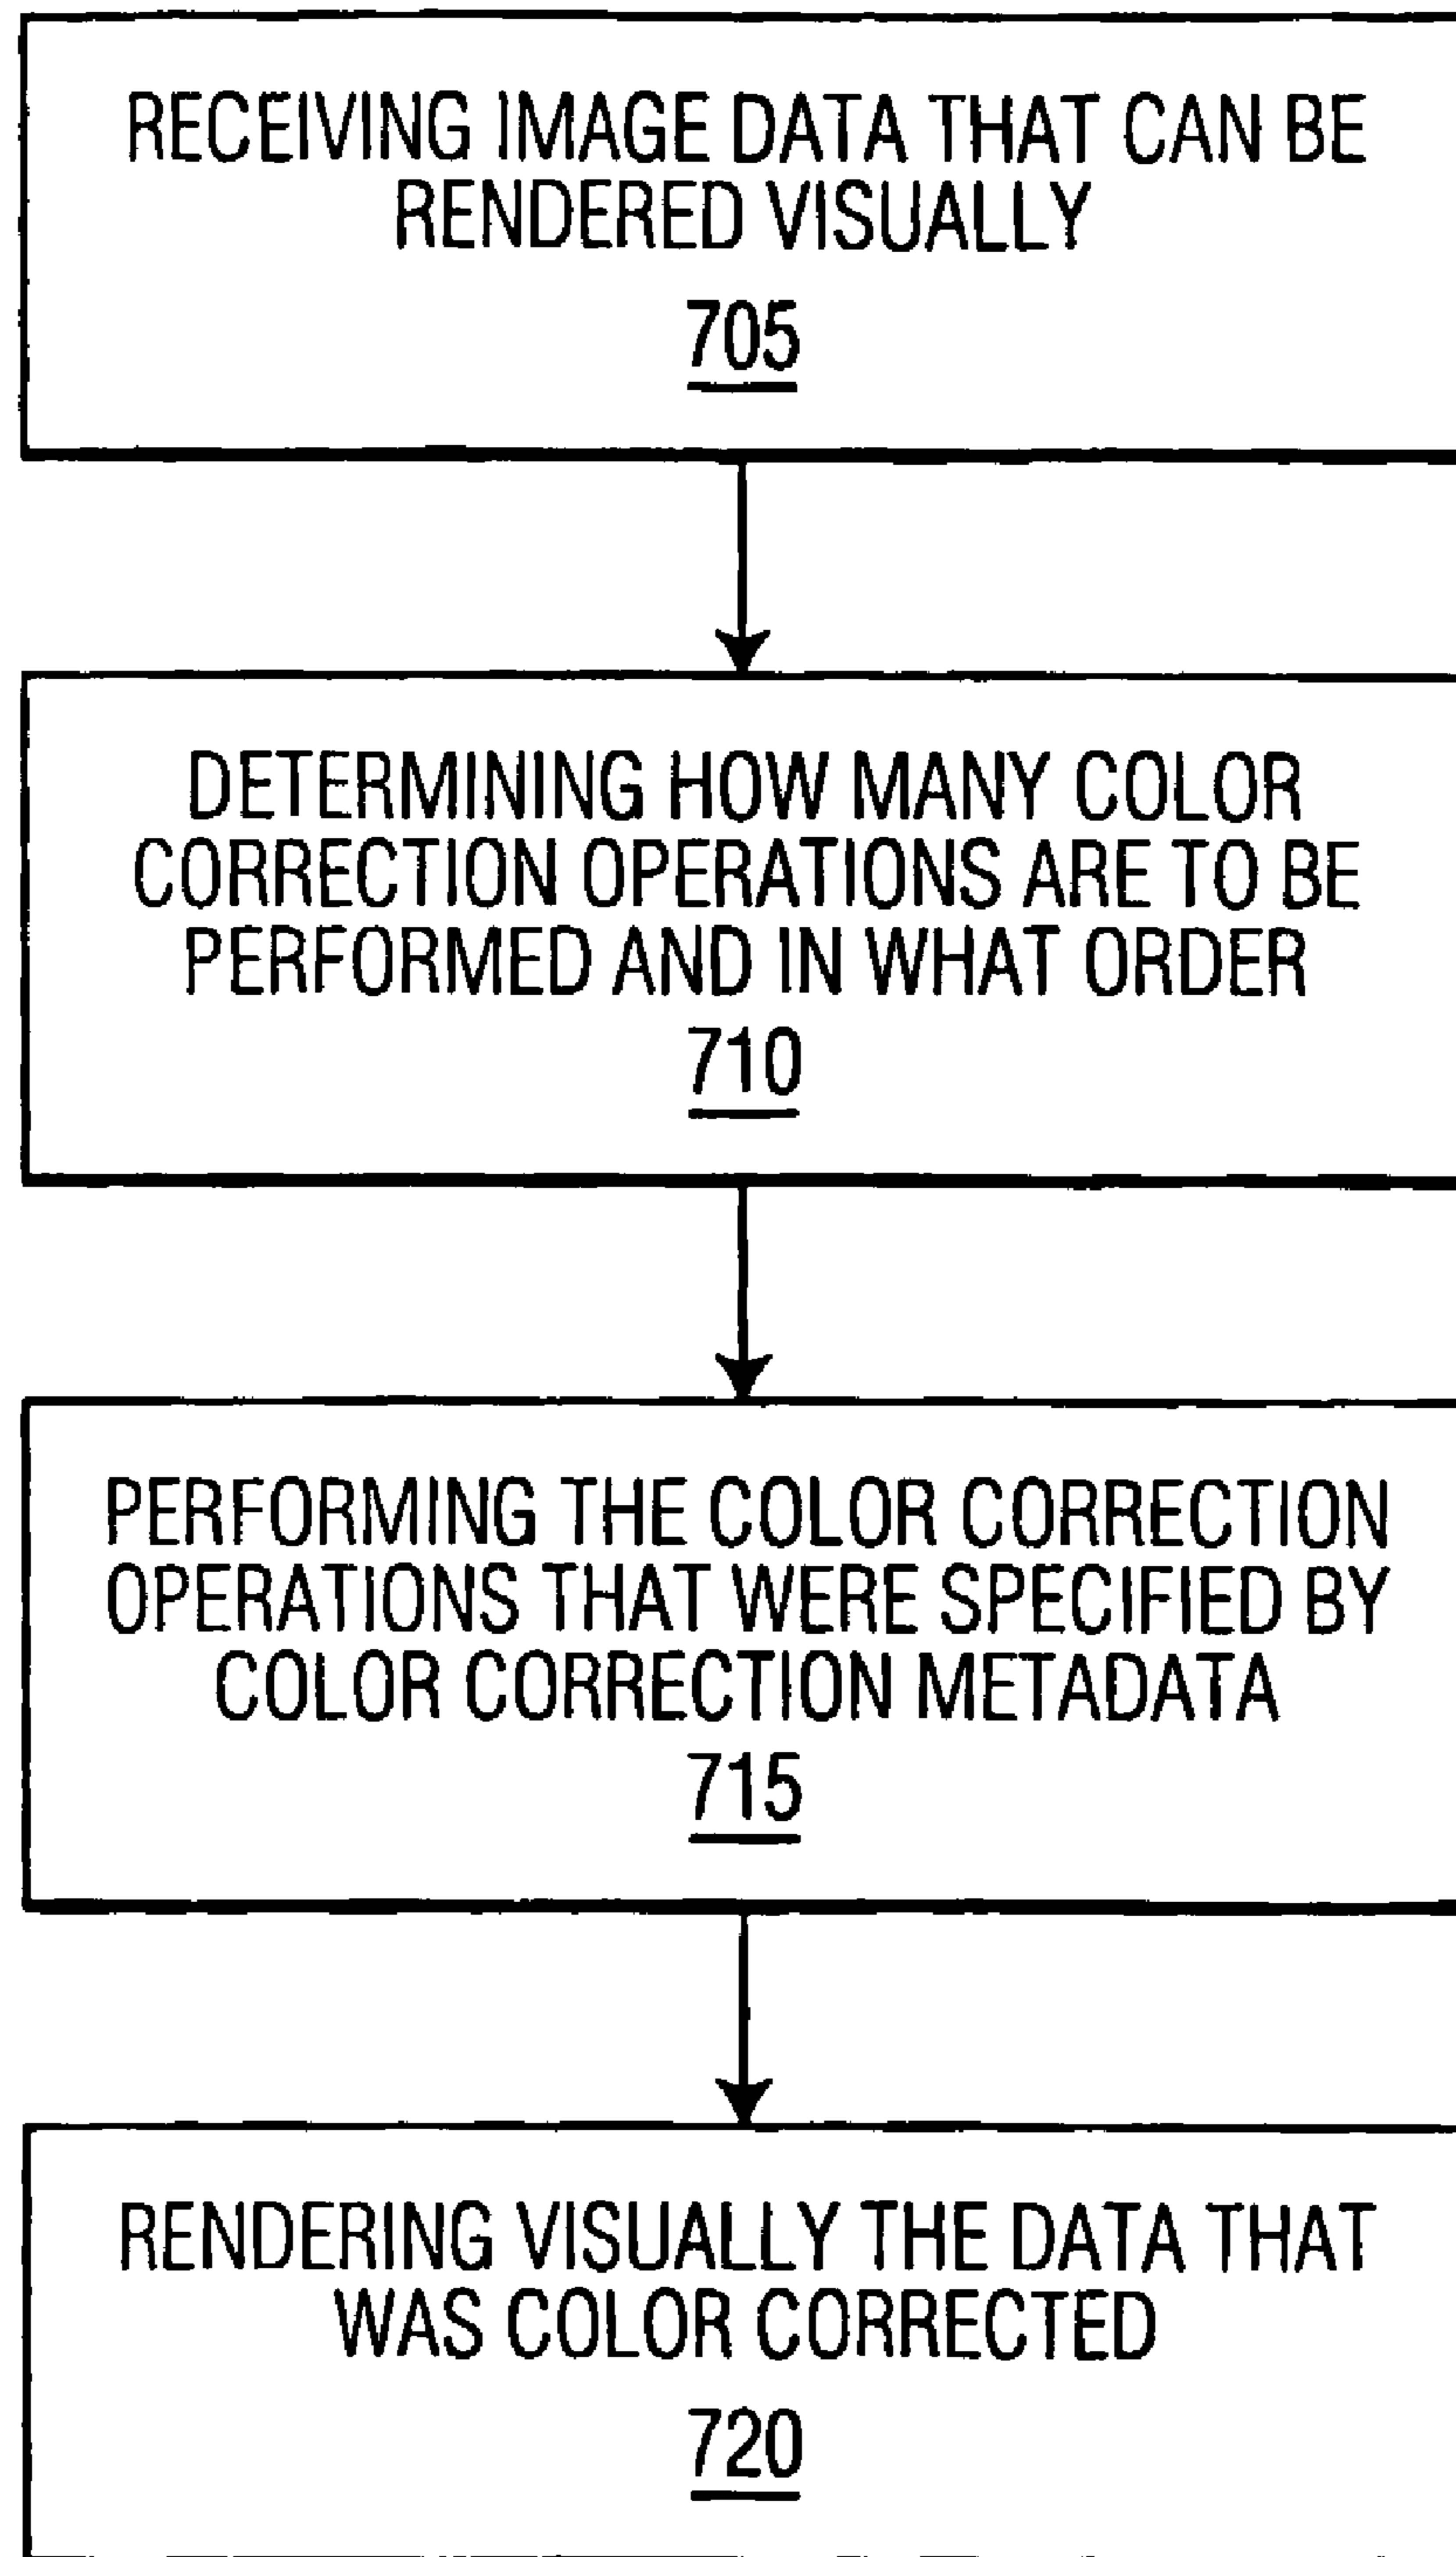 RECEIVING IMAGE DATA THAT CAN BE
RENDERED VISUALLY
705
DETERMINING HOW MANY COLOR
CORRECTION OPERATIONS ARE TO BE
PERFORMED AND IN WHAT ORDER
710
PERFORMING THE COLOR CORRECTION
OPERATIONS THAT WERE SPECIFIED BY
COLOR CORRECTION METADATA
715
RENDERING VISUALLY THE DATA THAT
WAS COLOR CORRECTED
720